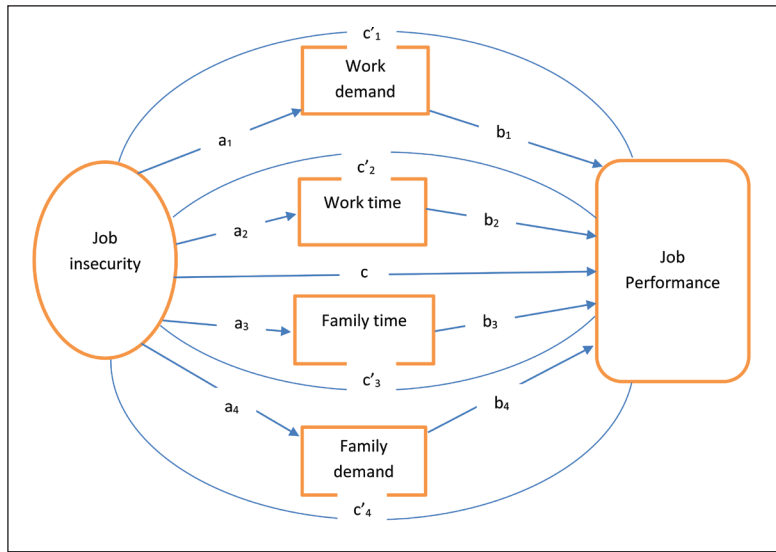 c′₁
Work
demand
a₁
b₁
c′₂
Work time
a₂
b₂
Job
insecurity
c
Job
Performance
Family time
a₃
b₃
c′₃
a₄
b₄
Family
demand
c′₄